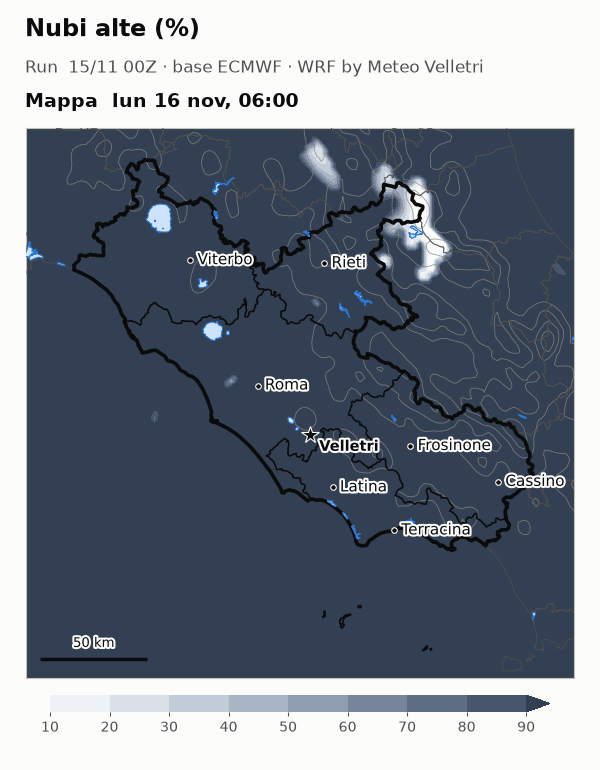 Nubi alte (%)
Run  15/11 00Z · base ECMWF · WRF by Meteo Velletri
Mappa  lun 16 nov, 06:00
Viterbo
Rieti
Roma
Velletri
Frosinone
Cassino
Latina
Terracina
50 km
10 20 30 40 50 60 70 80 90